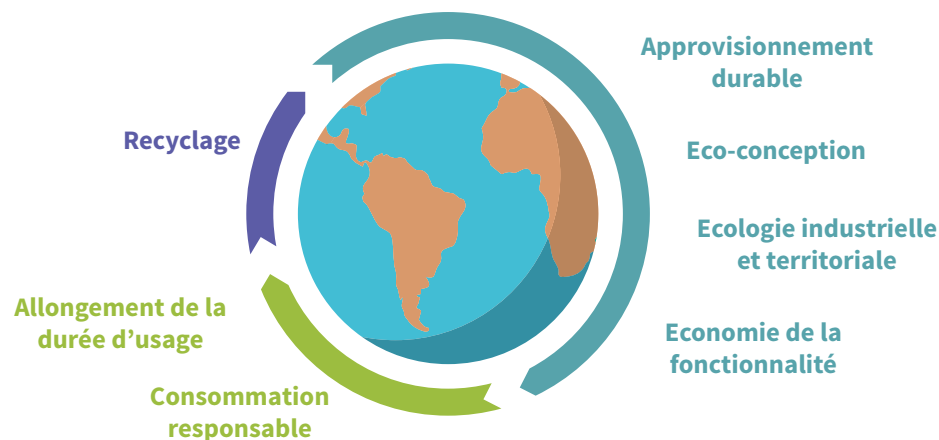 Approvisionnement
durable
Eco-conception
Ecologie industrielle
et territoriale
Economie de la
fonctionnalité
Consommation
responsable
Allongement de la
durée d’usage
Recyclage